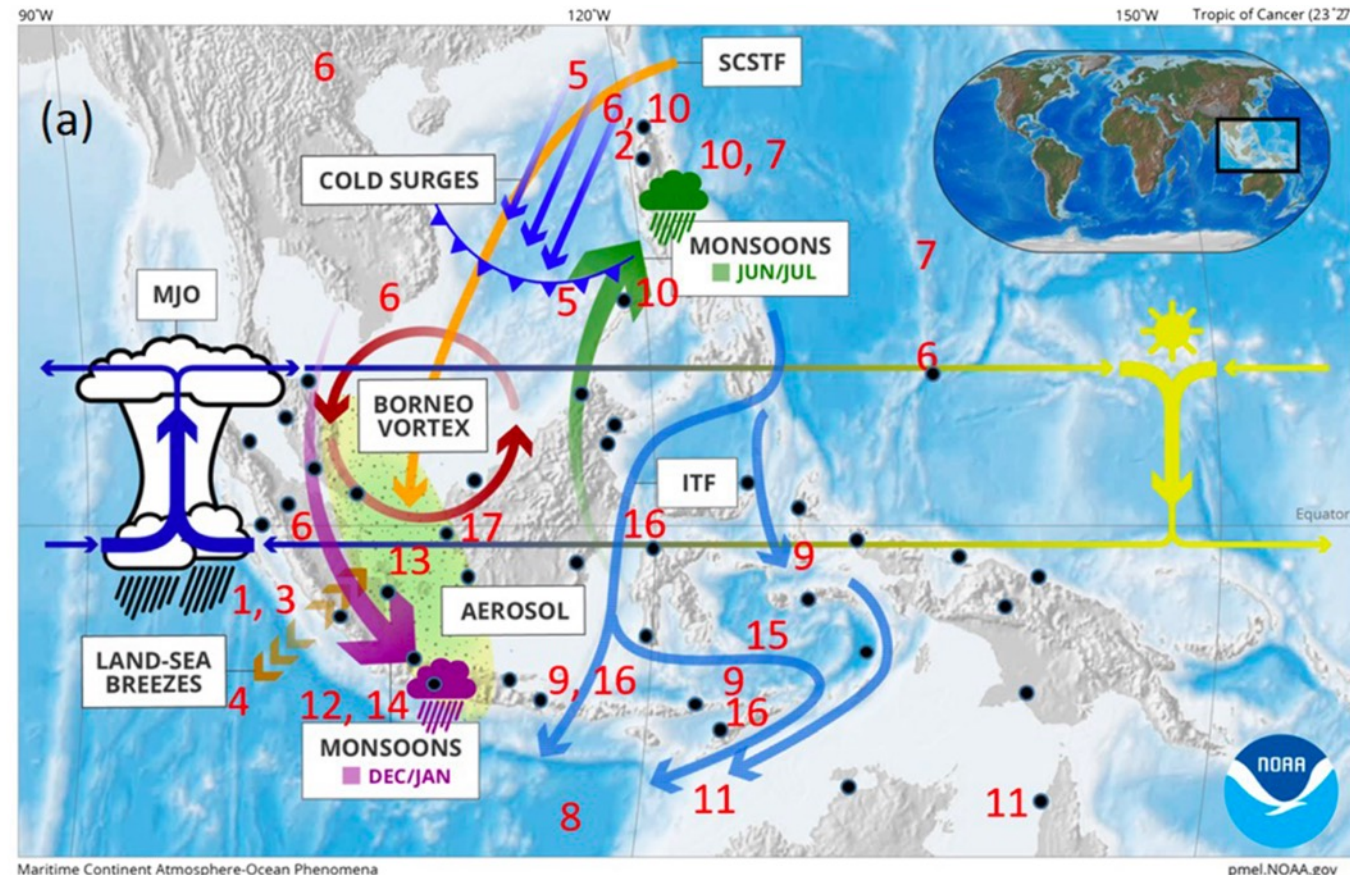 90°W
120°W
150°W
Tropic of Cancer (23°27
(a)
6
5
SCSTF
6, 10
2
10, 7
COLD SURGES
MONSOONS
JUN/JUL
7
MJO
6
5
10
6
BORNEO
VORTEX
ITF
Equator
6
17
16
13
9
1, 3
AEROSOL
15
LAND-SEA
BREEZES
4
12, 14
9, 16
9
16
MONSOONS
DEC/JAN
NOAA
8
11
11
Maritime Continent Atmosphere-Ocean Phenomena
pmel.NOAA.gov